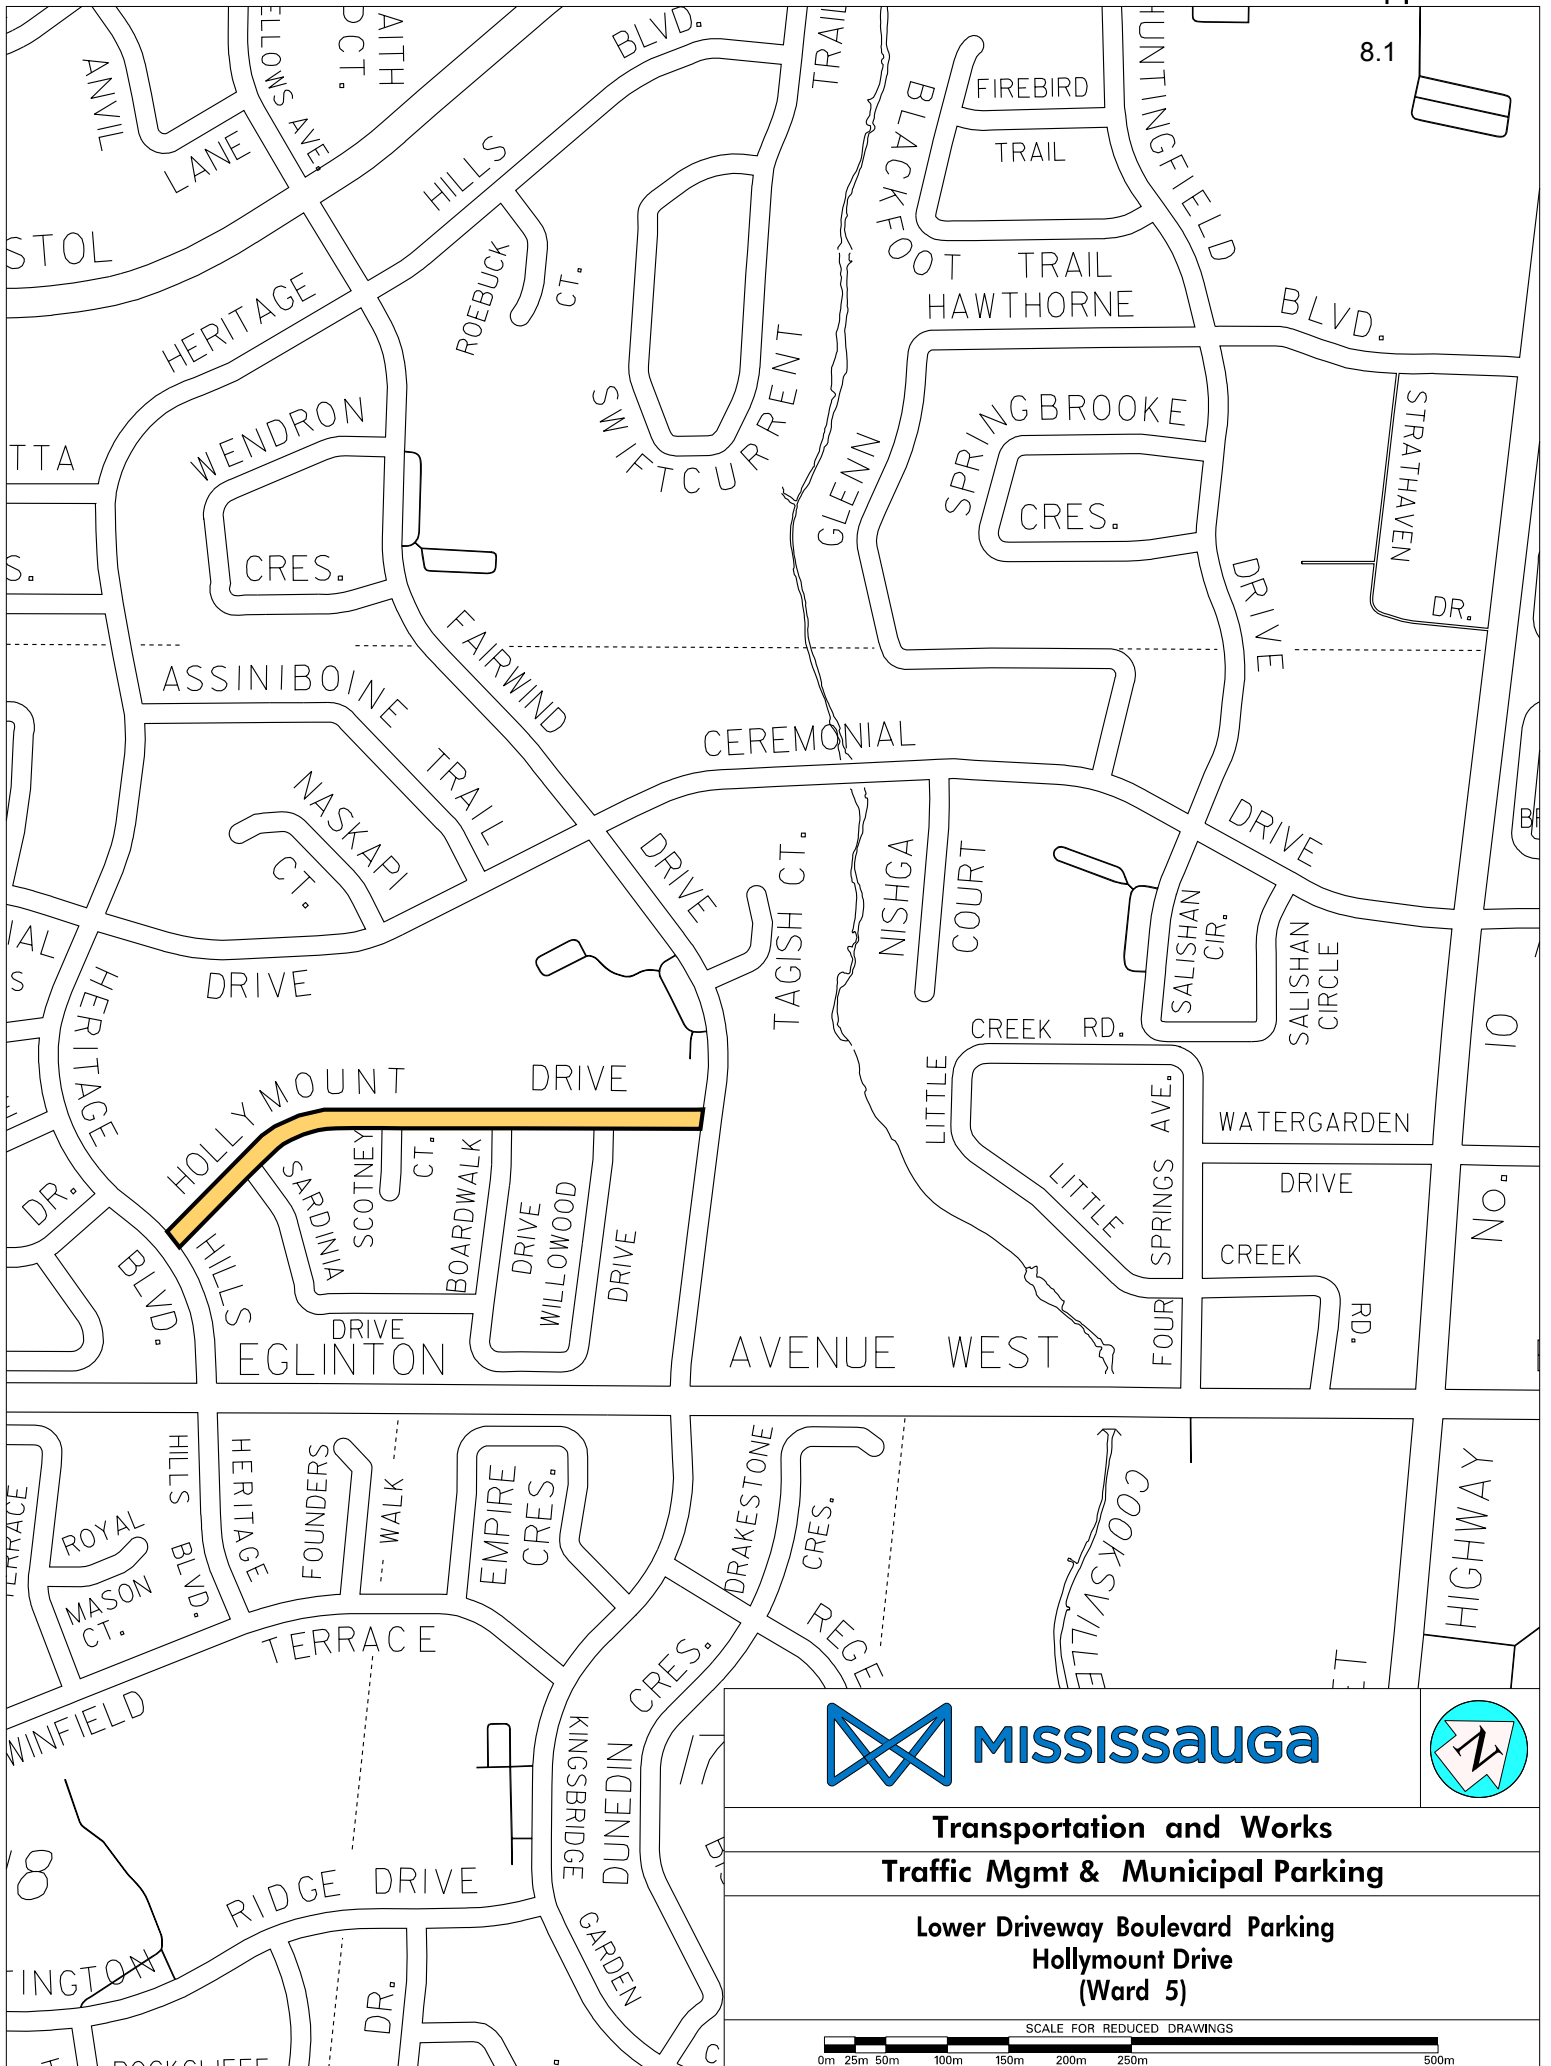 8.1
ANVIL
LANE
AVE.
CT.
BLVD.
HILLS
TRAIL
BLACKFOOT TRAIL
FIREBIRD
TRAIL
HUNTINGFIELD
HERITAGE
ROEBUCK
CT.
HAWTHORNE
BLVD.
WENDRON
CRES.
SWIFTCURRENT
GLENN
SPRINGBROOKE
CRES.
STRATHAVEN
DR.
DRIVE
ASSINIBOINE TRAIL
FAIRWIND
CEREMONIAL
DRIVE
NASKAPI
CT.
DRIVE
TAGISH CT.
NISHGA
COURT
SALISHAN
CIR.
SALISHAN
CIRCLE
DRIVE
HERITAGE
HOLLYMOUNT DRIVE
LITTLE
CREEK RD.
10
SARDINIA
SCOTNEY
CT.
BOARDWALK
DRIVE
WILLOWOOD
DRIVE
DRIVE
LITTLE
FOUR SPRINGS AVE.
WATERGARDEN
DRIVE
CREEK
RD.
No.
DR.
BLVD.
HILLS
EGLINTON AVENUE WEST
HILLS BLVD.
HERITAGE
FOUNDERS
WALK
EMPIRE
CRES.
DRAKESTONE
CRES.
COOKSVILLE
HIGHWAY
ROYAL
MASON
CT.
TERRACE
WINFIELD
CRES.
KINGSBRIDGE
DUNEDIN
GARDEN
RIDGE DRIVE
DR.
MISSISSAUGA
N
Transportation and Works
Traffic Mgmt & Municipal Parking
Lower Driveway Boulevard Parking
Hollymount Drive
(Ward 5)
SCALE FOR REDUCED DRAWINGS
0m 25m 50m 100m 150m 200m 250m 500m